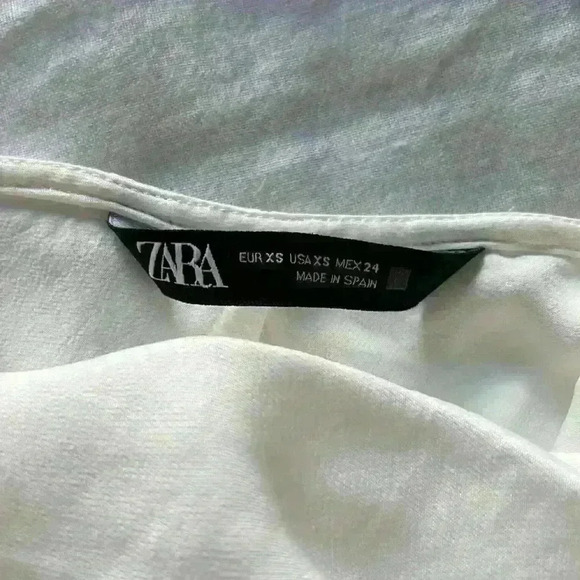 ZARA
EUR XS USA XS MEX 24
MADE IN SPAIN